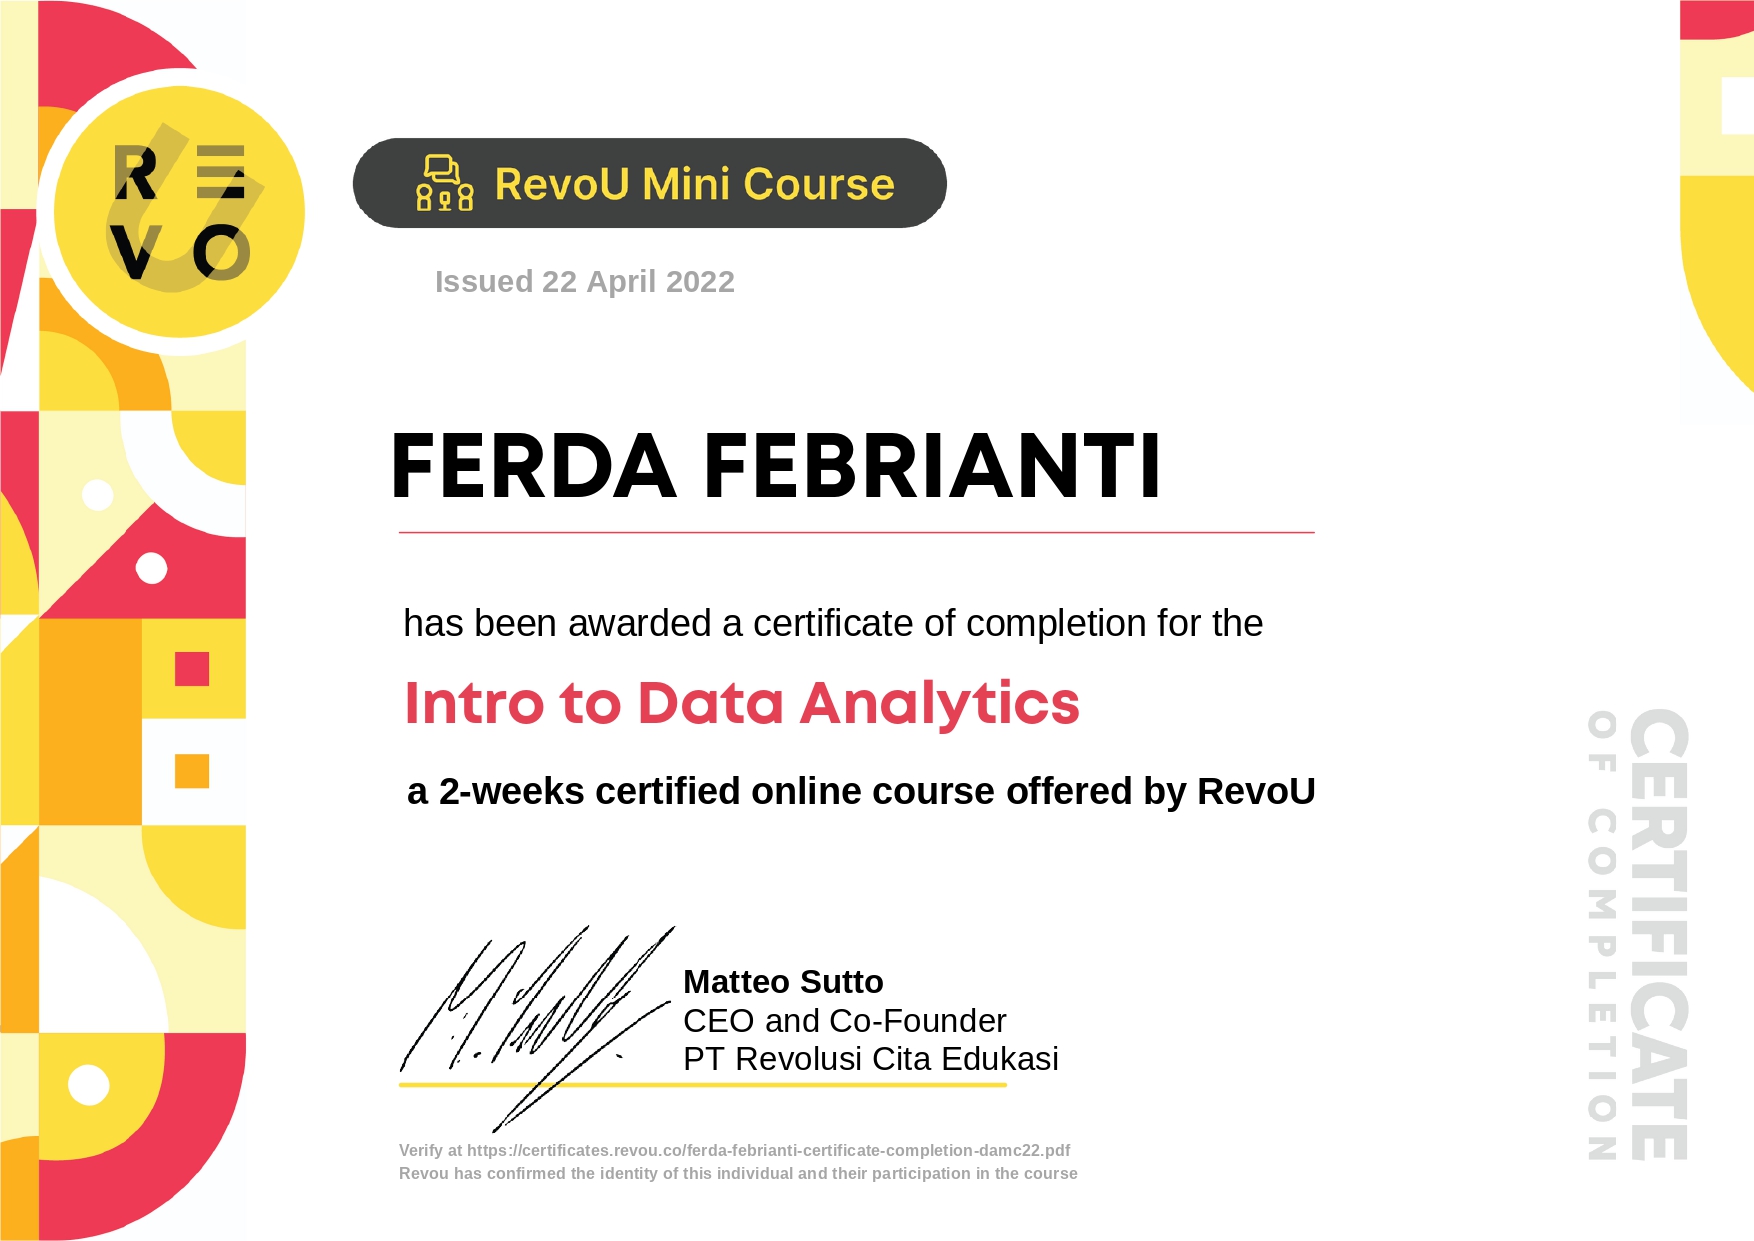 RE
VO
RevoU Mini Course
Issued 22 April 2022
FERDA FEBRIANTI
has been awarded a certificate of completion for the
Intro to Data Analytics
a 2-weeks certified online course offered by RevoU
Matteo Sutto
CEO and Co-Founder
PT Revolusi Cita Edukasi
Verify at https://certificates.revou.co/ferda-febrianti-certificate-completion-damc22.pdf
Revou has confirmed the identity of this individual and their participation in the course
CERTIFICATE
OF COMPLETION